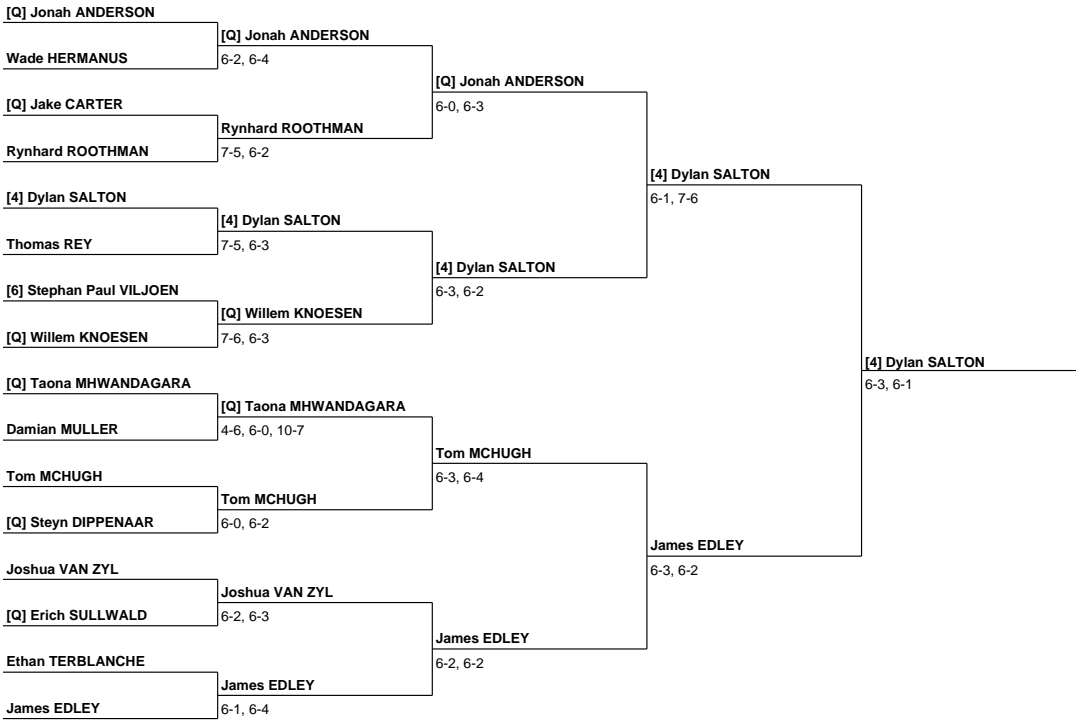 [Q] Jonah ANDERSON
Wade HERMANUS
[Q] Jake CARTER
Rynhard ROOTHMAN
[4] Dylan SALTON
Thomas REY
[6] Stephan Paul VILJOEN
[Q] Willem KNOESEN
[Q] Taona MHWANDAGARA
Damian MULLER
Tom MCHUGH
[Q] Steyn DIPPENAAR
Joshua VAN ZYL
[Q] Erich SULLWALD
Ethan TERBLANCHE
James EDLEY
[Q] Jonah ANDERSON
6-2, 6-4
Rynhard ROOTHMAN
7-5, 6-2
[4] Dylan SALTON
7-5, 6-3
[Q] Willem KNOESEN
7-6, 6-3
[Q] Taona MHWANDAGARA
4-6, 6-0, 10-7
Tom MCHUGH
6-0, 6-2
Joshua VAN ZYL
6-2, 6-3
James EDLEY
6-1, 6-4
[Q] Jonah ANDERSON
6-0, 6-3
[4] Dylan SALTON
6-3, 6-2
Tom MCHUGH
6-3, 6-4
James EDLEY
6-2, 6-2
[4] Dylan SALTON
6-1, 7-6
James EDLEY
6-3, 6-2
[4] Dylan SALTON
6-3, 6-1